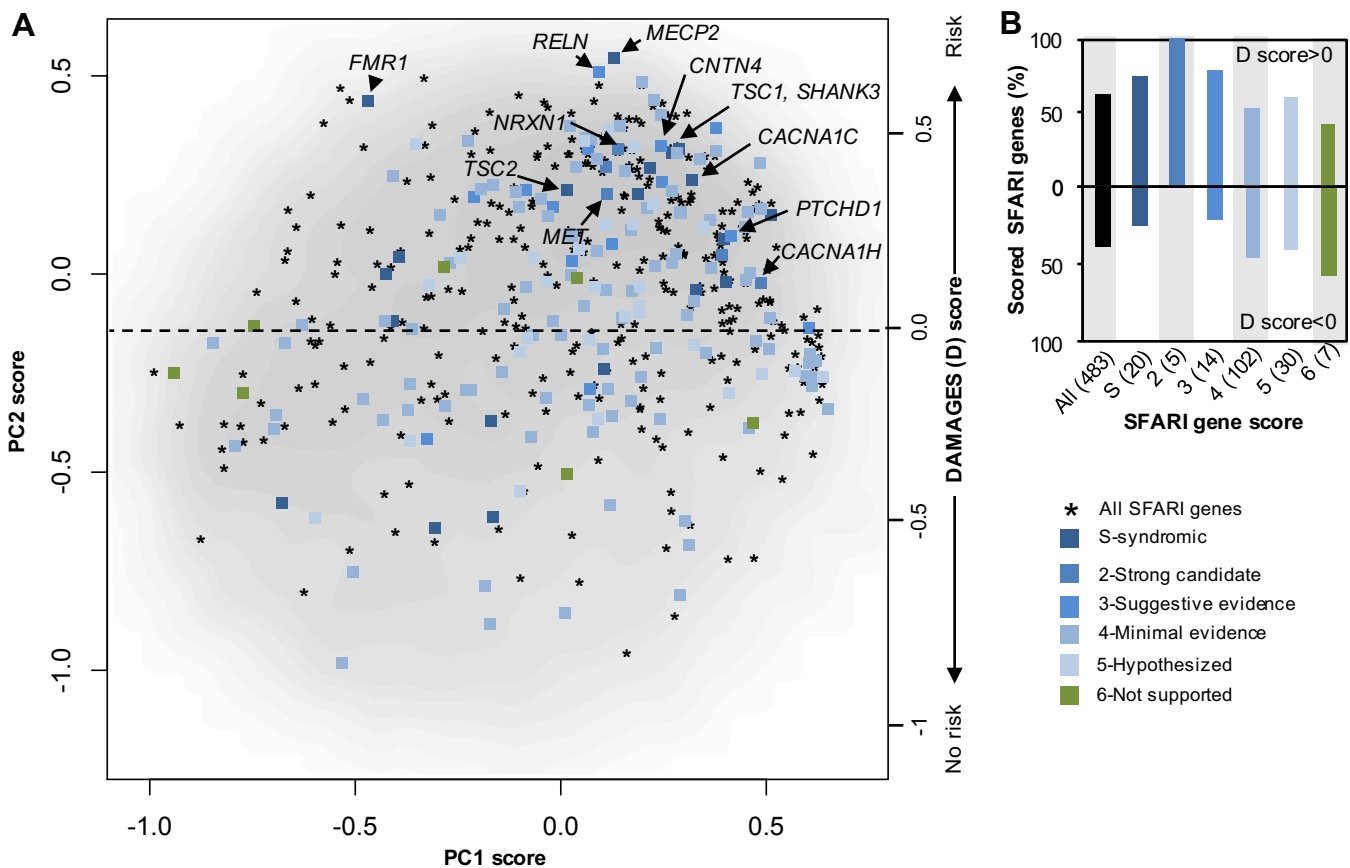 A
B
FMR1
RELN
MECP2
CNTN4
TSC1, SHANK3
NRXN1
CACNA1C
TSC2
MET
PTCHD1
CACNA1H
0.5
0.0
-0.5
-1.0
PC2 score
-1.0
-0.5
0.0
0.5
PC1 score
0.5
0.0
-0.5
-1
Risk
DAMAGES (D) score
No risk
100
50
0
50
100
Scored SFARI genes (%)
D score>0
D score<0
All (483)
S (20)
2 (5)
3 (14)
4 (102)
5 (30)
6 (7)
SFARI gene score
* All SFARI genes
S-syndromic
2-Strong candidate
3-Suggestive evidence
4-Minimal evidence
5-Hypothesized
6-Not supported